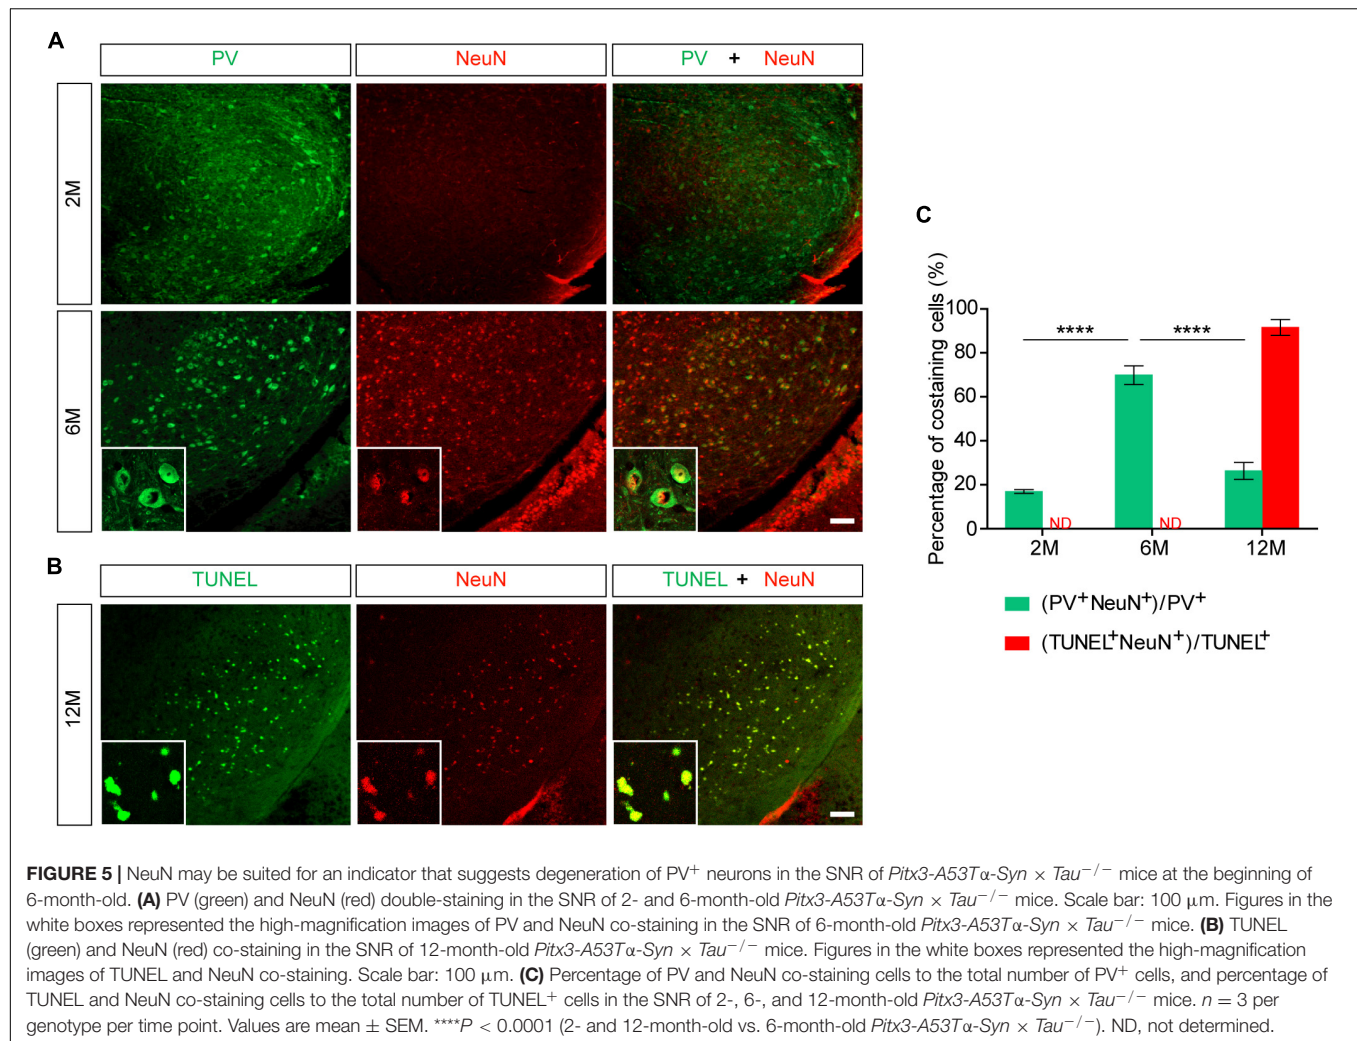 A
PV
NeuN
PV + NeuN
2M
6M
B
TUNEL
NeuN
TUNEL + NeuN
12M
C
Percentage of costaining cells (%)
100
80
60
40
20
0
****
****
ND
ND
2M
6M
12M
(PV+NeuN+)/PV+
(TUNEL+NeuN+)/TUNEL+
FIGURE 5 | NeuN may be suited for an indicator that suggests degeneration of PV+ neurons in the SNR of Pitx3-A53Tα-Syn × Tau−/− mice at the beginning of
6-month-old. (A) PV (green) and NeuN (red) double-staining in the SNR of 2- and 6-month-old Pitx3-A53Tα-Syn × Tau−/− mice. Scale bar: 100 μm. Figures in the
white boxes represented the high-magnification images of PV and NeuN co-staining in the SNR of 6-month-old Pitx3-A53Tα-Syn × Tau−/− mice. (B) TUNEL
(green) and NeuN (red) co-staining in the SNR of 12-month-old Pitx3-A53Tα-Syn × Tau−/− mice. Figures in the white boxes represented the high-magnification
images of TUNEL and NeuN co-staining. Scale bar: 100 μm. (C) Percentage of PV and NeuN co-staining cells to the total number of PV+ cells, and percentage of
TUNEL and NeuN co-staining cells to the total number of TUNEL+ cells in the SNR of 2-, 6-, and 12-month-old Pitx3-A53Tα-Syn × Tau−/− mice. n = 3 per
genotype per time point. Values are mean ± SEM. ****P < 0.0001 (2- and 12-month-old vs. 6-month-old Pitx3-A53Tα-Syn × Tau−/−). ND, not determined.